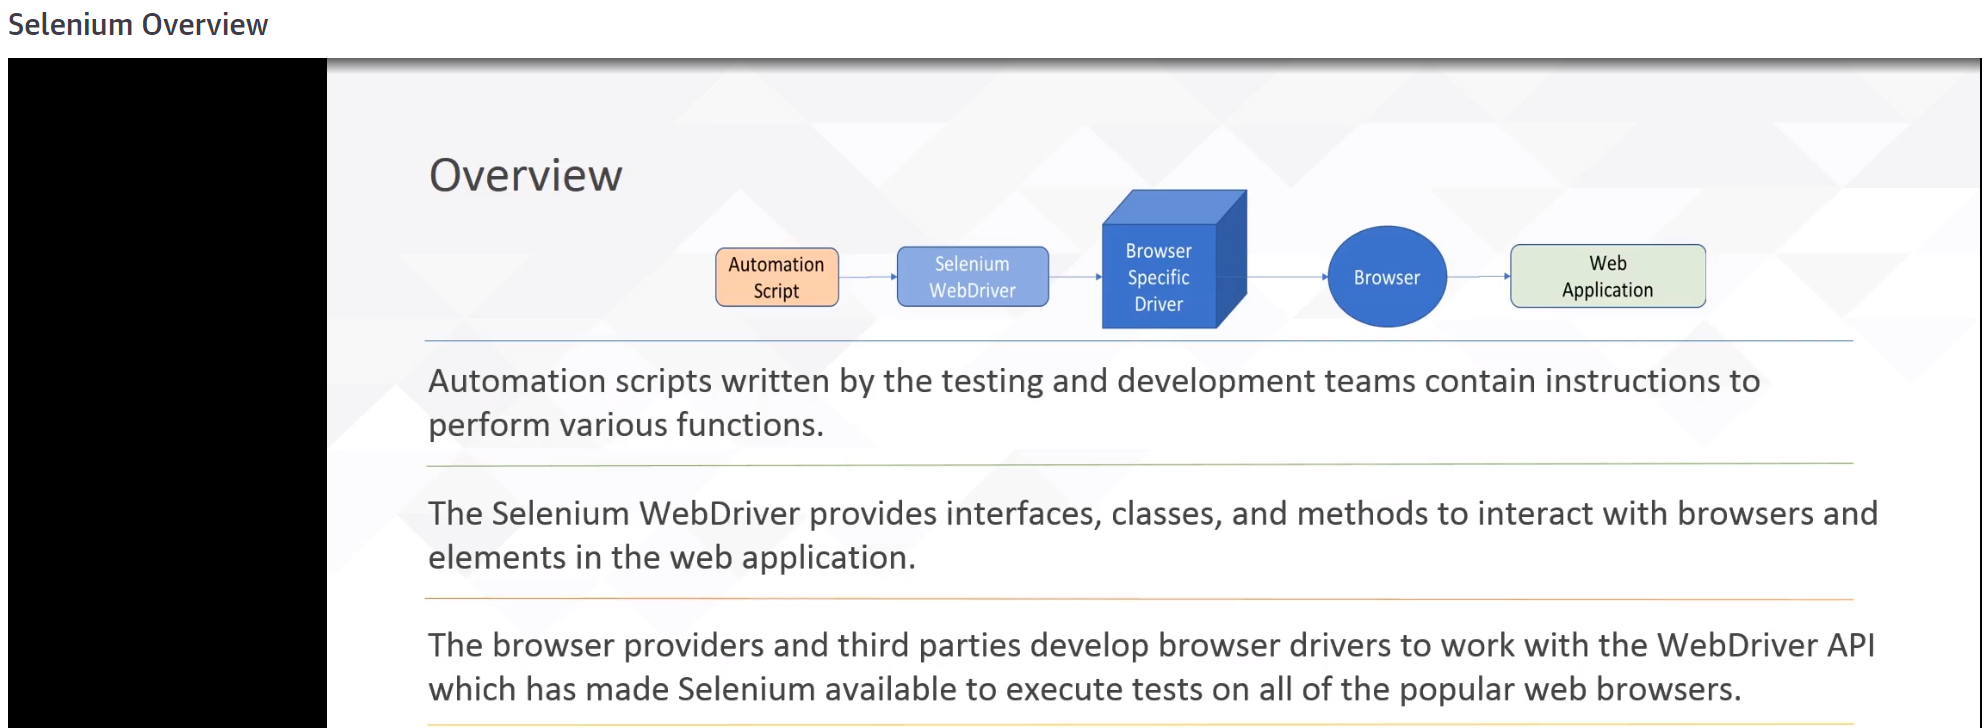 Selenium Overview
Overview
Automation
Script
Selenium
WebDriver
Browser
Specific
Driver
Browser
Web
Application
Automation scripts written by the testing and development teams contain instructions to
perform various functions.
The Selenium WebDriver provides interfaces, classes, and methods to interact with browsers and
elements in the web application.
The browser providers and third parties develop browser drivers to work with the WebDriver API
which has made Selenium available to execute tests on all of the popular web browsers.